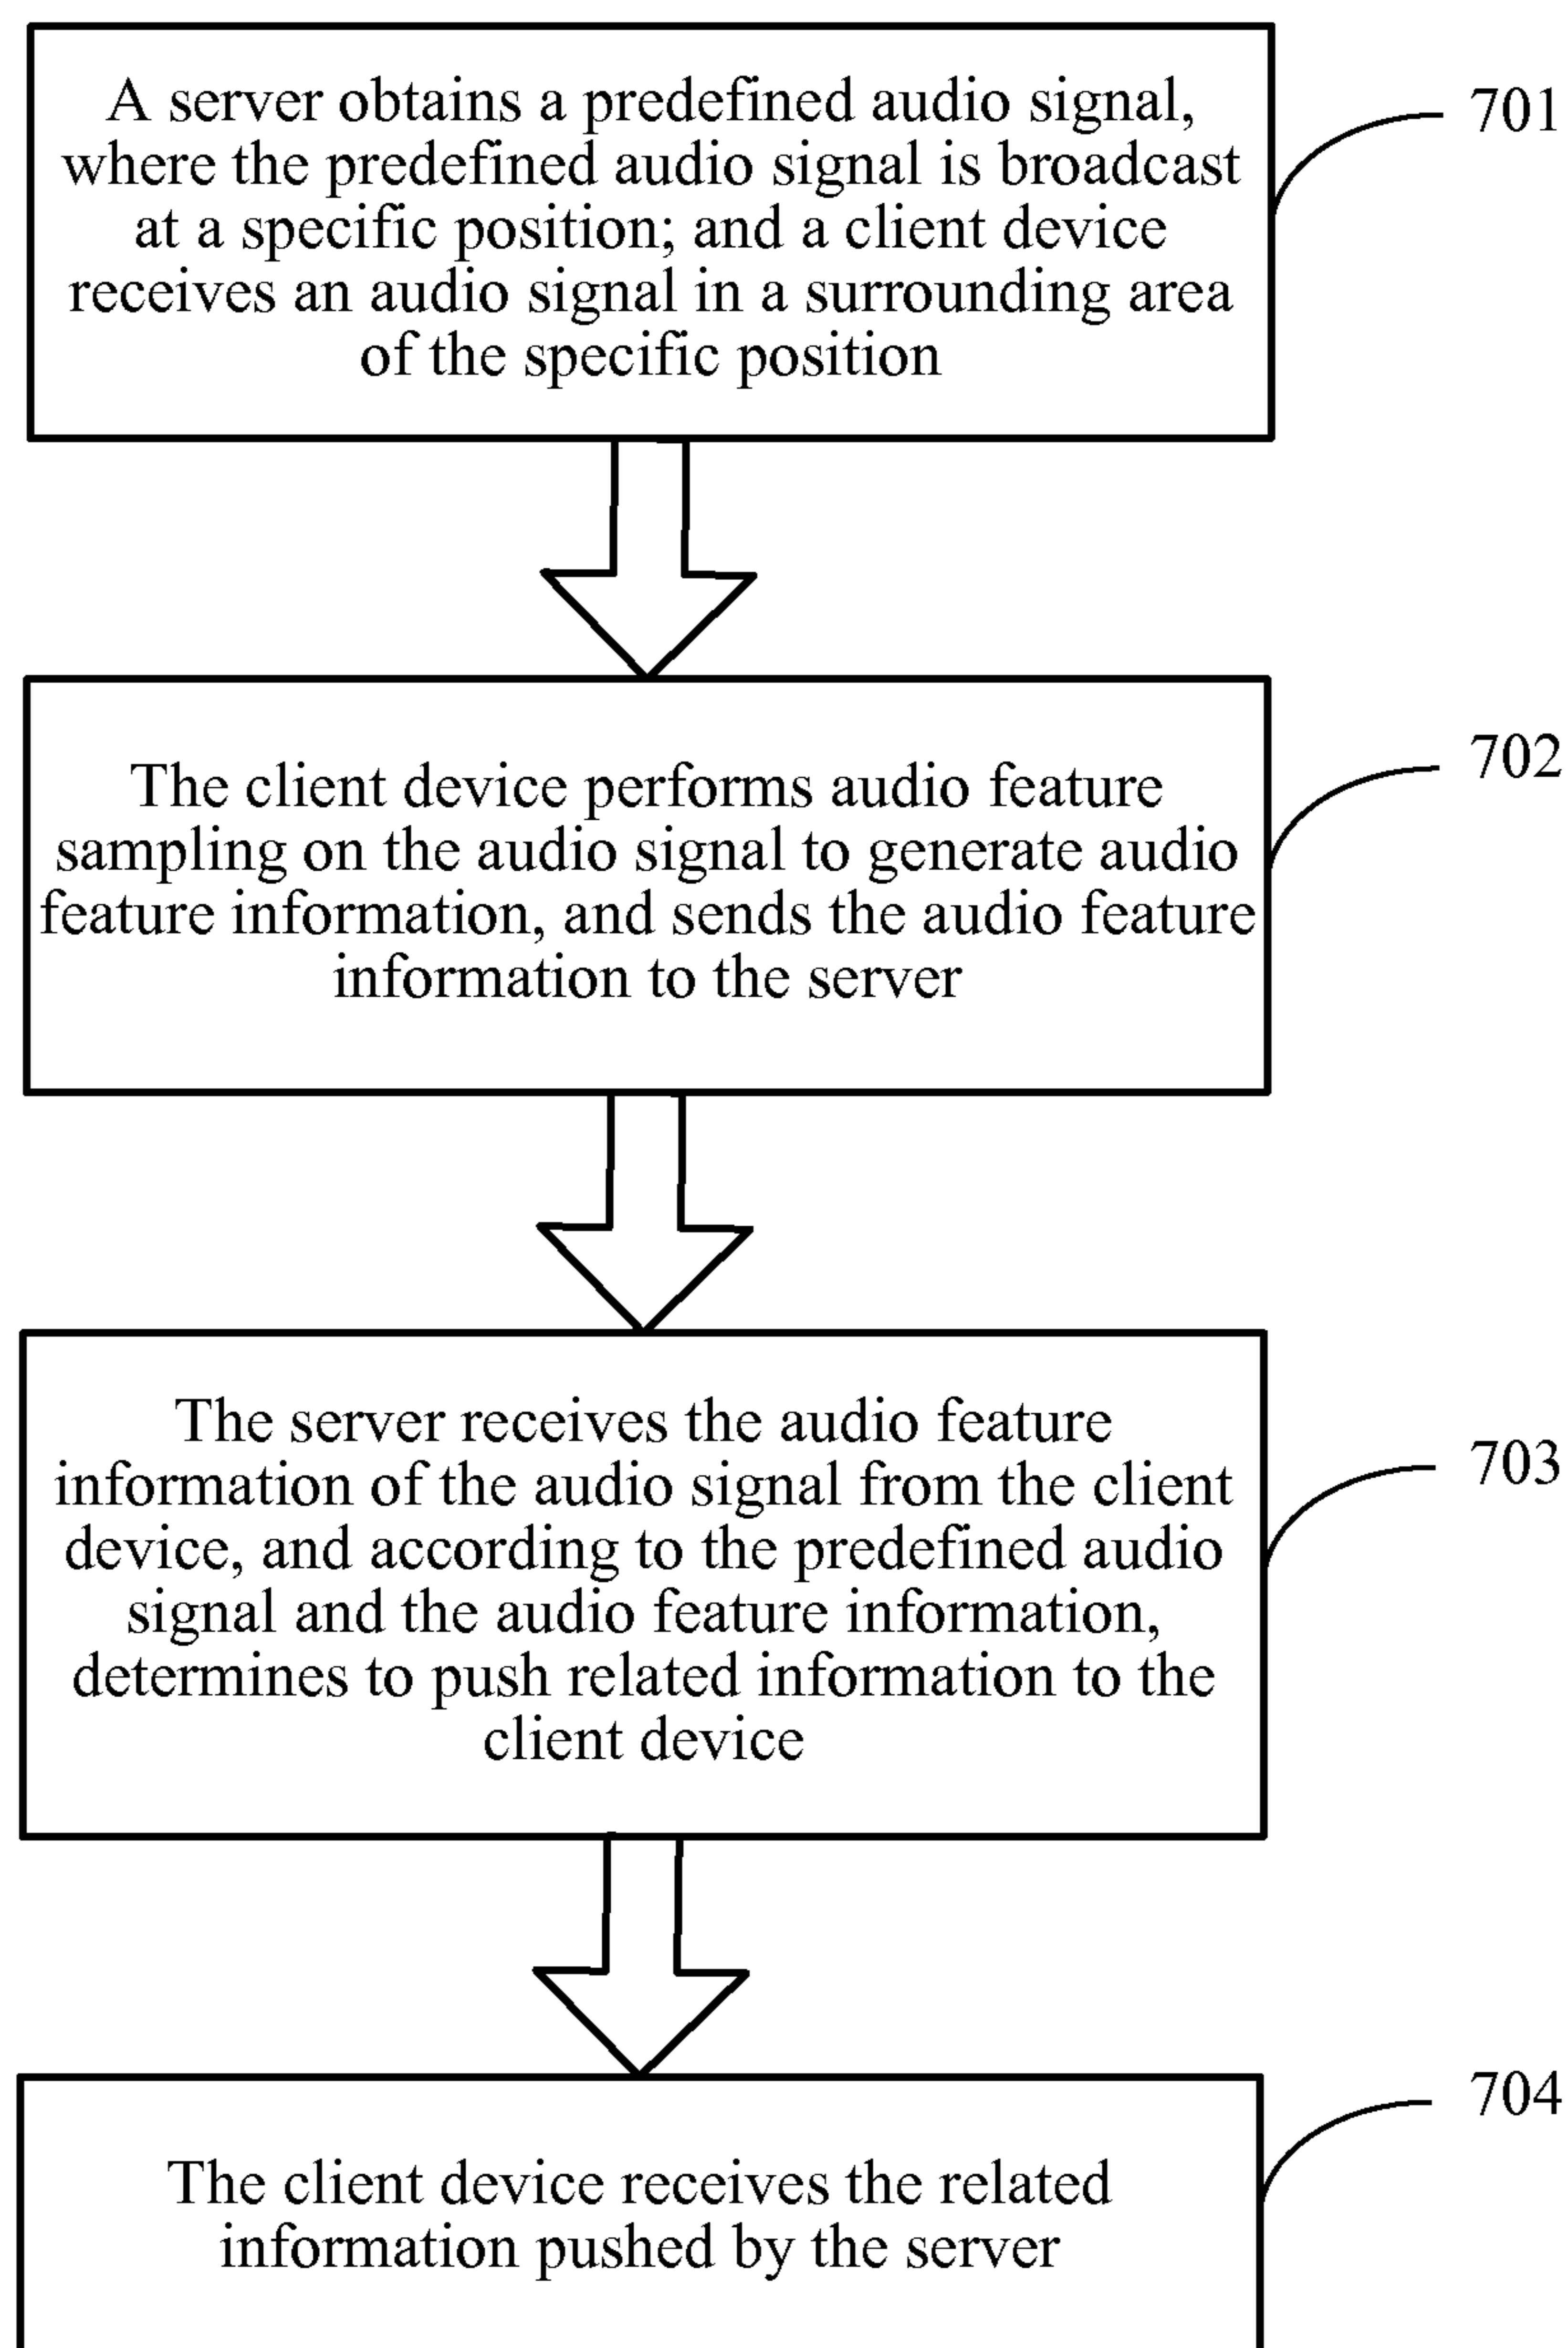 A server obtains a predefined audio signal,
where the predefined audio signal is broadcast
at a specific position; and a client device
receives an audio signal in a surrounding area
of the specific position
701
The client device performs audio feature
sampling on the audio signal to generate audio
feature information, and sends the audio feature
information to the server
702
The server receives the audio feature
information of the audio signal from the client
device, and according to the predefined audio
signal and the audio feature information,
determines to push related information to the
client device
703
The client device receives the related
information pushed by the server
704